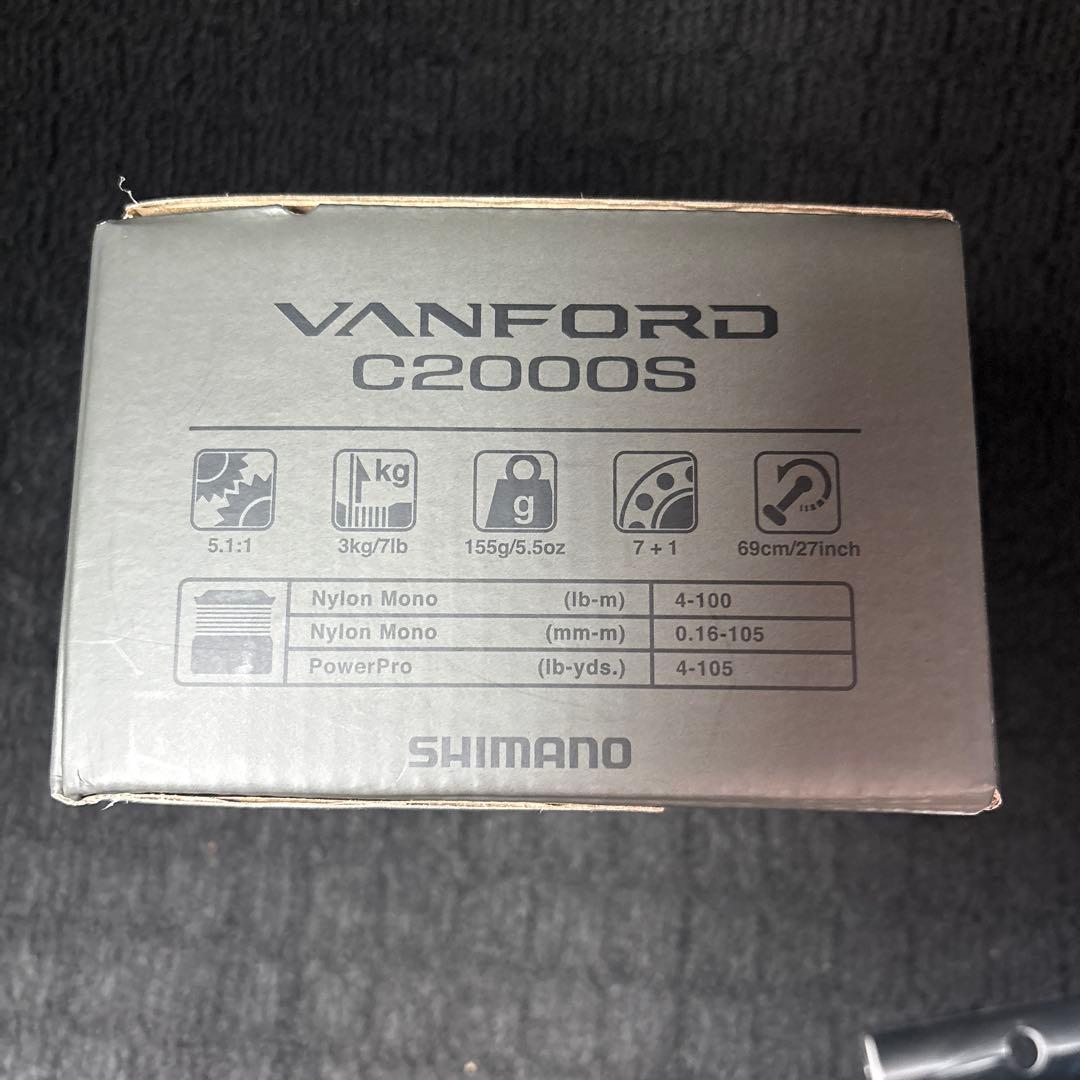 VANFORD
C2000S
kg
g
5.1:1 3kg/7lb 155g/5.5oz 7 + 1 69cm/27inch
Nylon Mono (lb-m) 4-100
Nylon Mono (mm-m) 0.16-105
PowerPro (lb-yds.) 4-105
SHIMANO